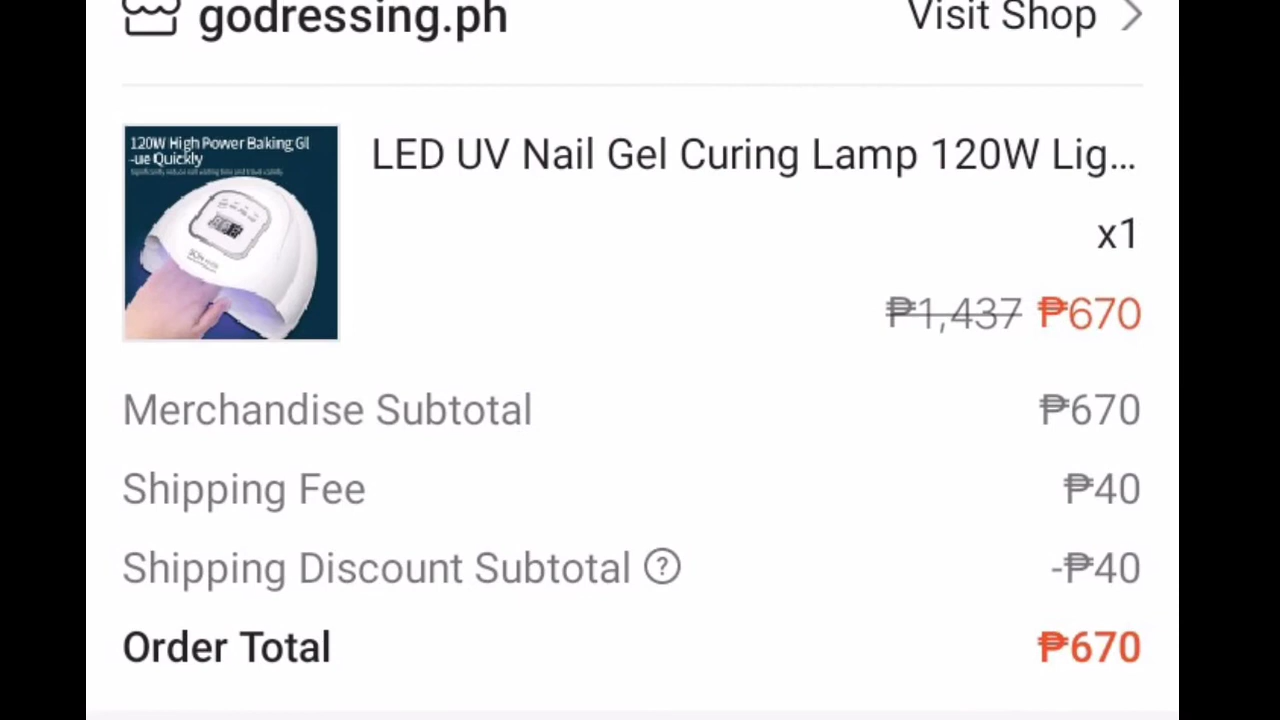 godressing.ph
Visit Shop
120W High Power Baking Gl
-ue Quickly
LED UV Nail Gel Curing Lamp 120W Lig...
x1
₱1,437 ₱670
Merchandise Subtotal
₱670
Shipping Fee
₱40
Shipping Discount Subtotal ?
-₱40
Order Total
₱670